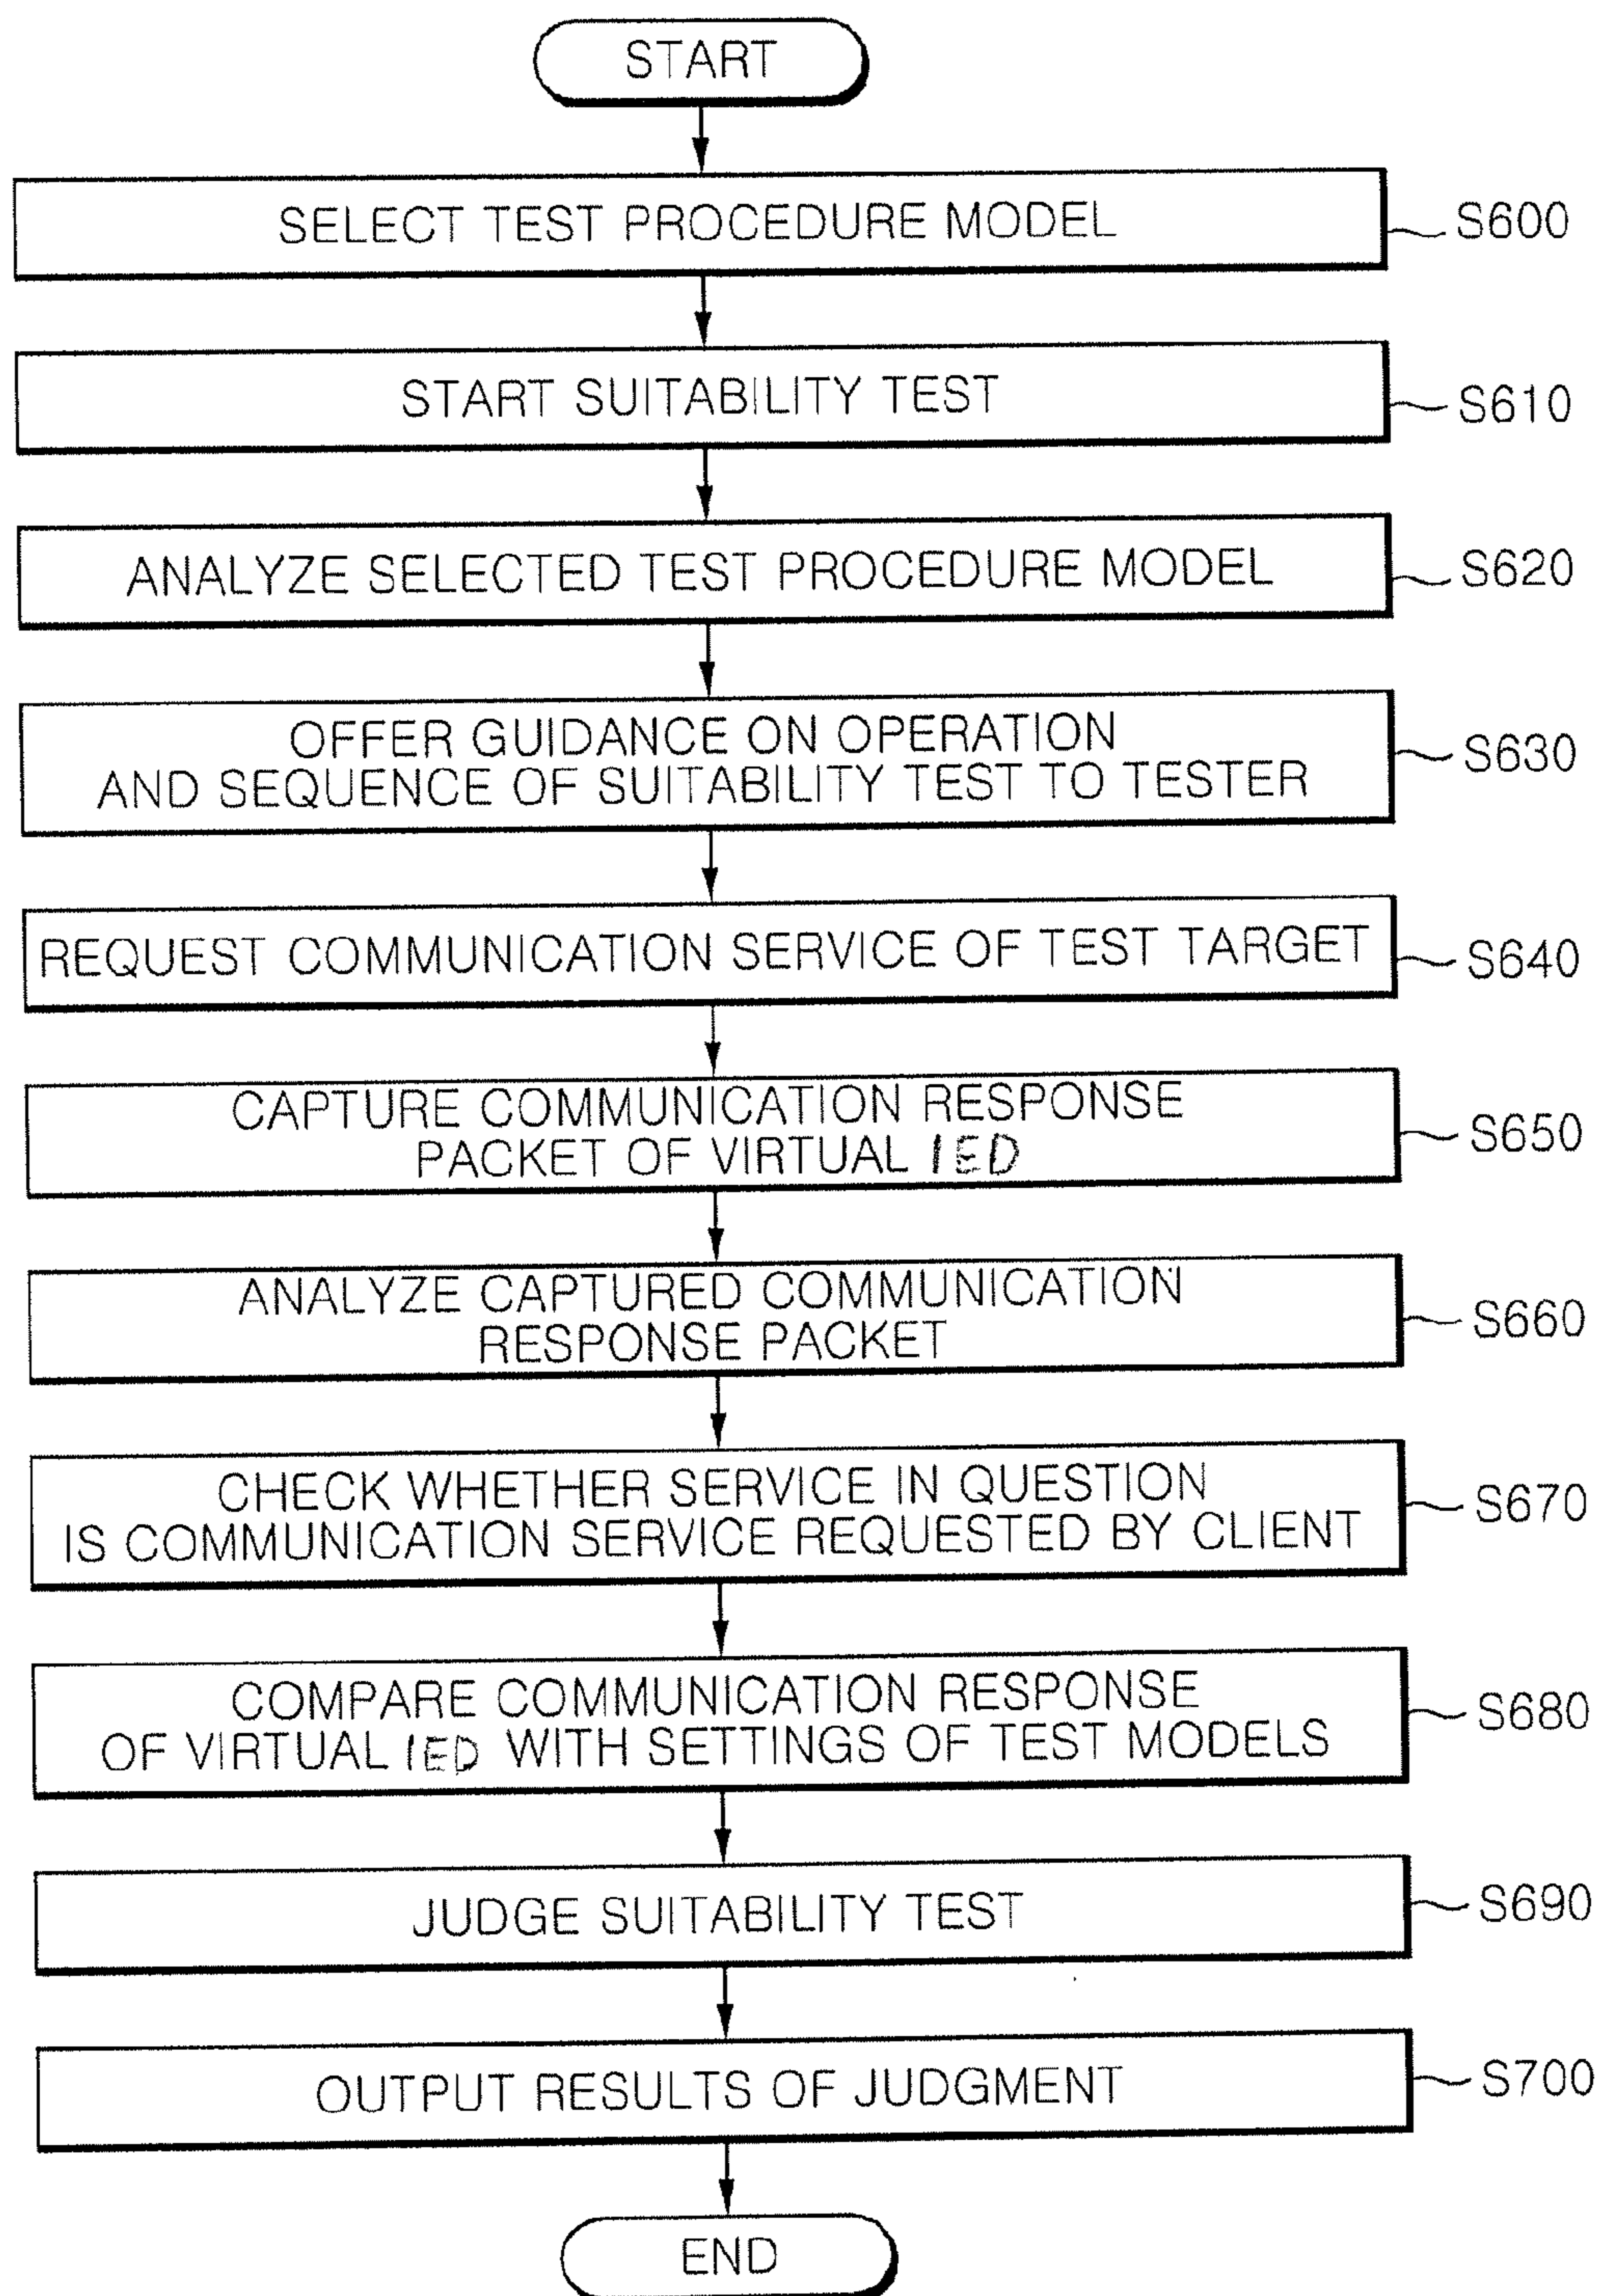 START
SELECT TEST PROCEDURE MODEL
S600
START SUITABILITY TEST
S610
ANALYZE SELECTED TEST PROCEDURE MODEL
S620
OFFER GUIDANCE ON OPERATION
AND SEQUENCE OF SUITABILITY TEST TO TESTER
S630
REQUEST COMMUNICATION SERVICE OF TEST TARGET
S640
CAPTURE COMMUNICATION RESPONSE
PACKET OF VIRTUAL IED
S650
ANALYZE CAPTURED COMMUNICATION
RESPONSE PACKET
S660
CHECK WHETHER SERVICE IN QUESTION
IS COMMUNICATION SERVICE REQUESTED BY CLIENT
S670
COMPARE COMMUNICATION RESPONSE
OF VIRTUAL IED WITH SETTINGS OF TEST MODELS
S680
JUDGE SUITABILITY TEST
S690
OUTPUT RESULTS OF JUDGMENT
S700
END